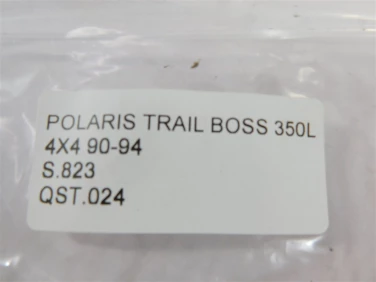 POLARIS TRAIL BOSS 350L
4X4 90-94
S.823
QST.024